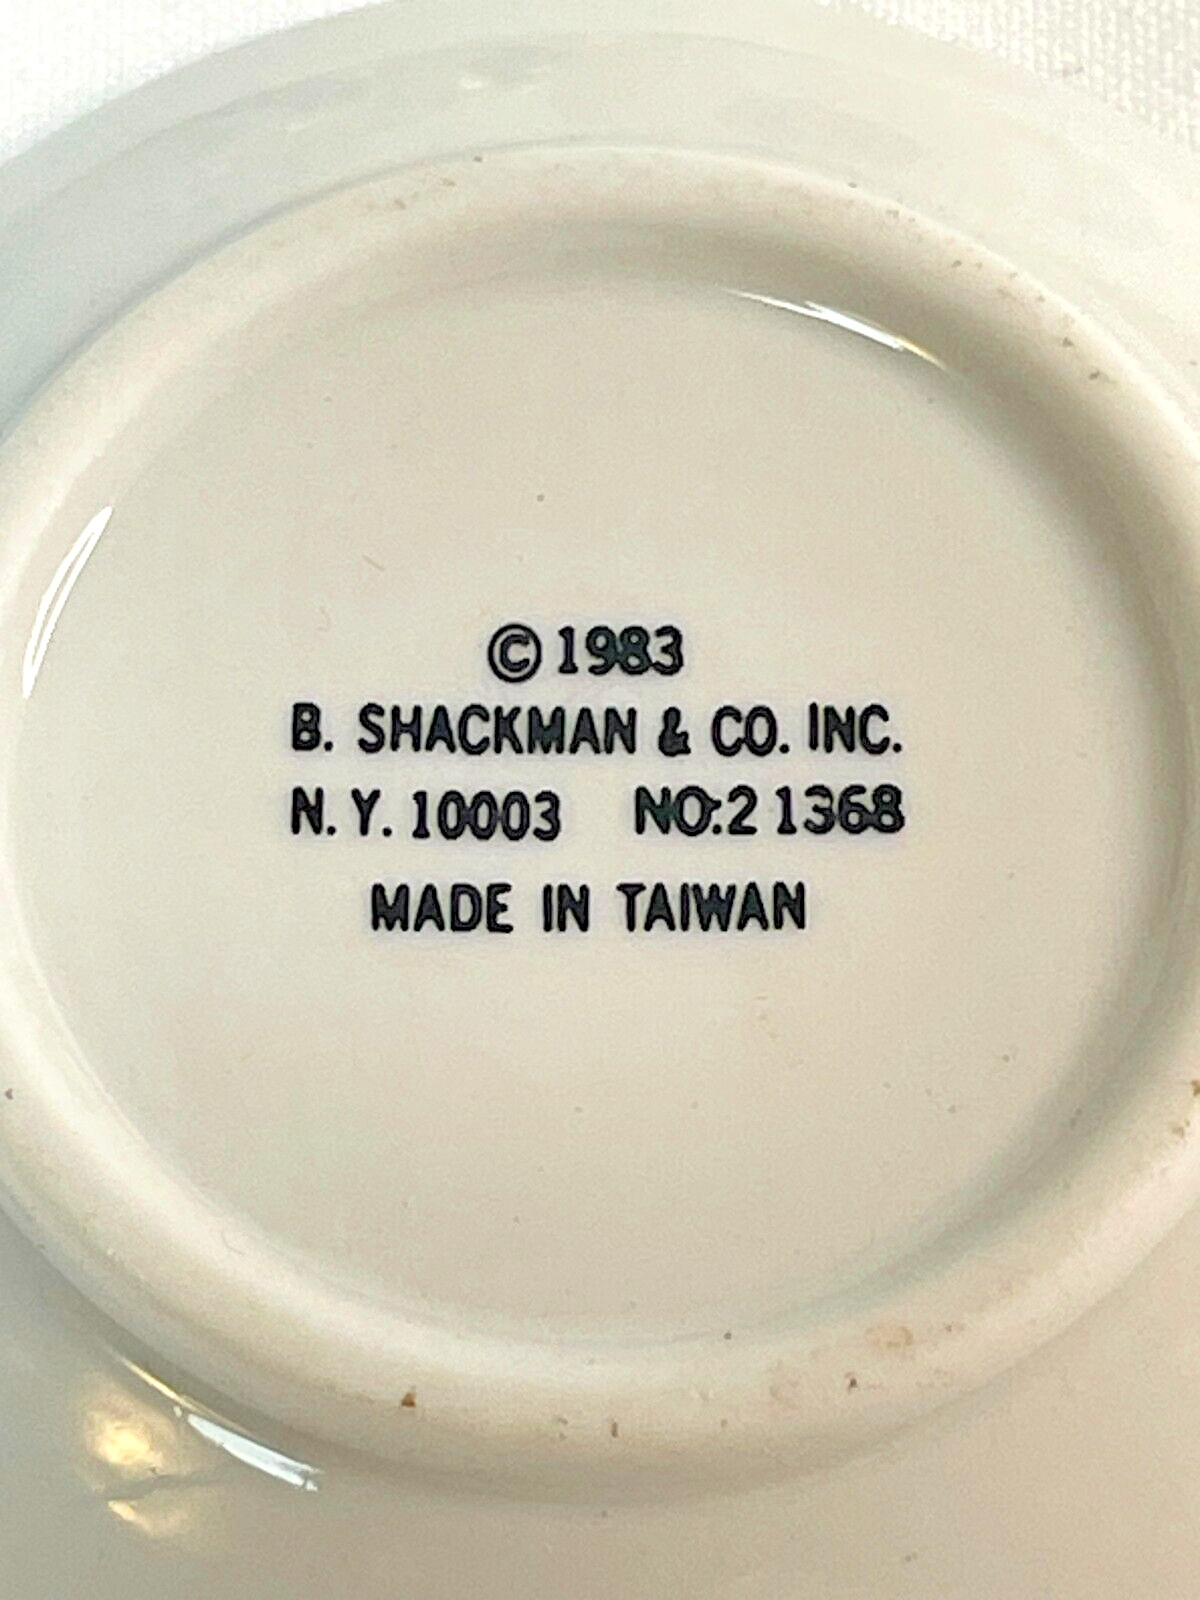 © 1983
B. SHACKMAN & CO. INC.
N. Y. 10003 NO.:2 1368
MADE IN TAIWAN